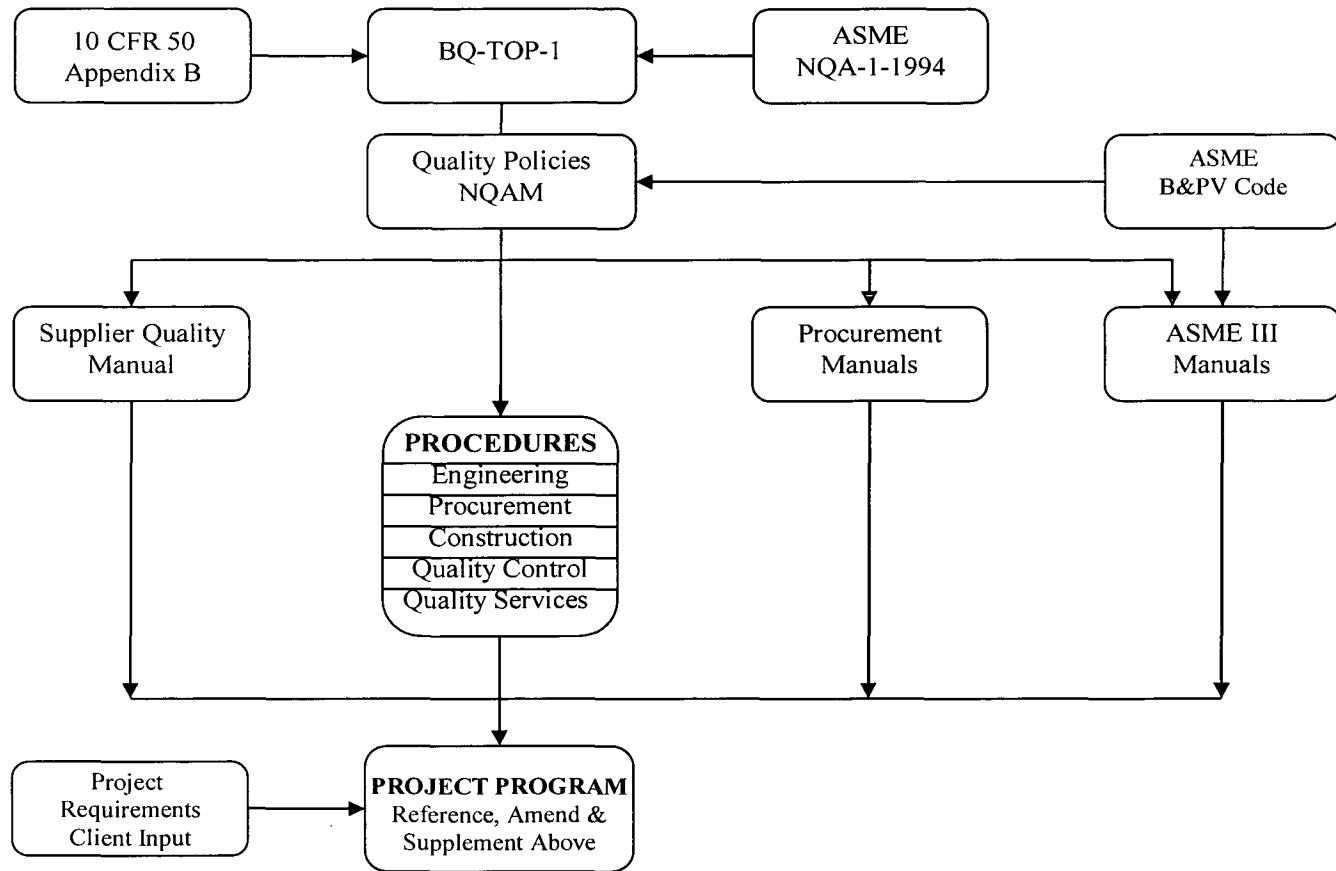 10 CFR 50
Appendix B
BQ-TOP-1
ASME
NQA-1-1994
Quality Policies
NQAM
ASME
B&PV Code
Supplier Quality
Manual
Procurement
Manuals
ASME III
Manuals
PROCEDURES
Engineering
Procurement
Construction
Quality Control
Quality Services
Project
Requirements
Client Input
PROJECT PROGRAM
Reference, Amend &
Supplement Above